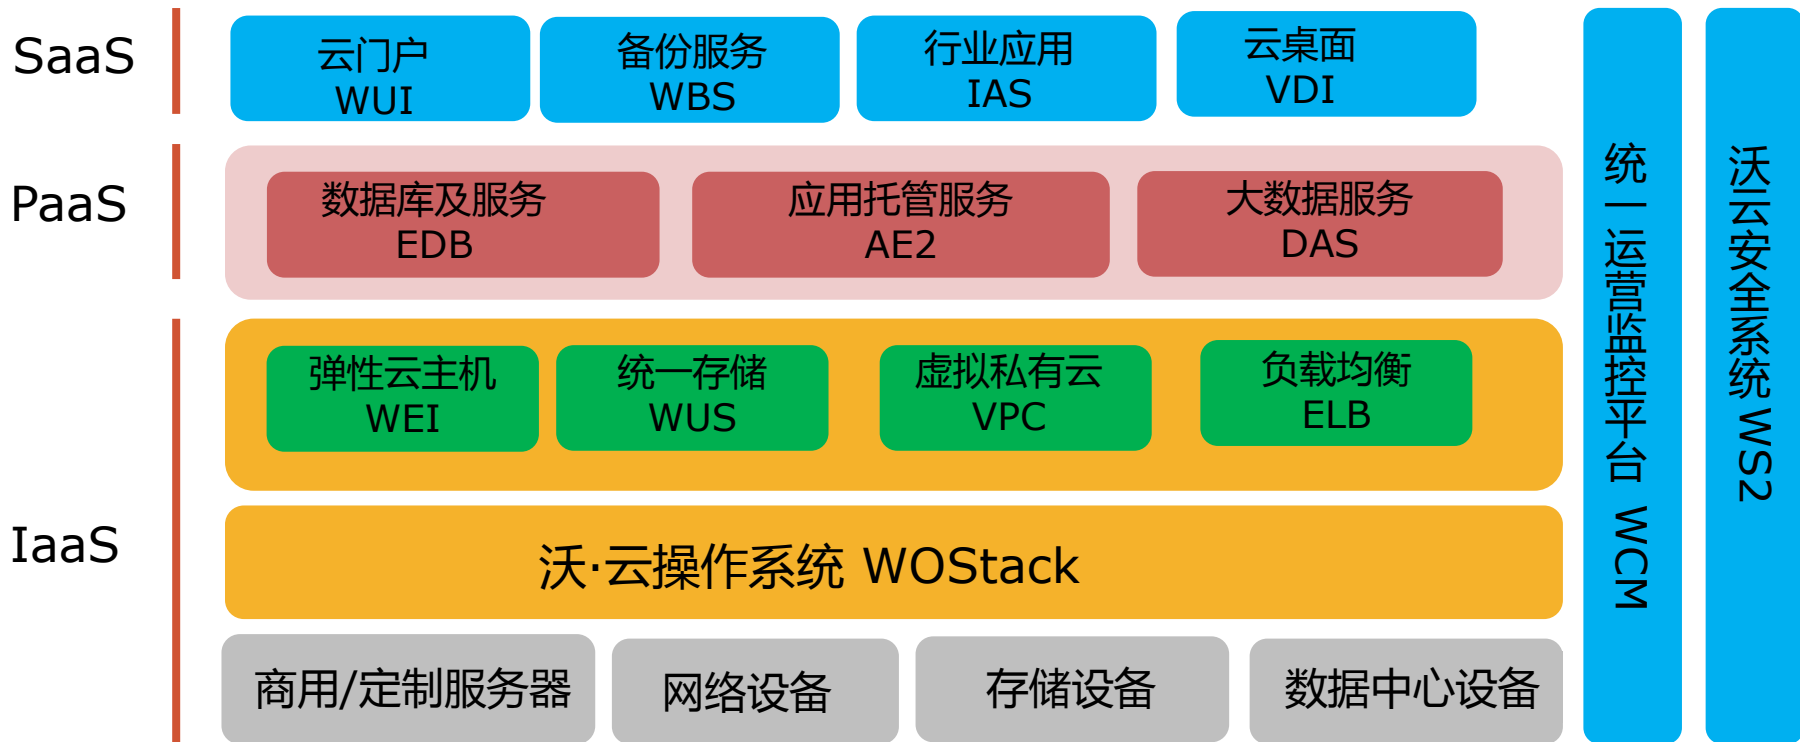 SaaS
云门户
WUI
备份服务
WBS
行业应用
IAS
云桌面
VDI
PaaS
数据库及服务
EDB
应用托管服务
AE2
大数据服务
DAS
IaaS
弹性云主机
WEI
统一存储
WUS
虚拟私有云
VPC
负载均衡
ELB
沃·云操作系统 WOStack
商用/定制服务器
网络设备
存储设备
数据中心设备
统一运营监控平台 WCM
沃云安全系统 WS2